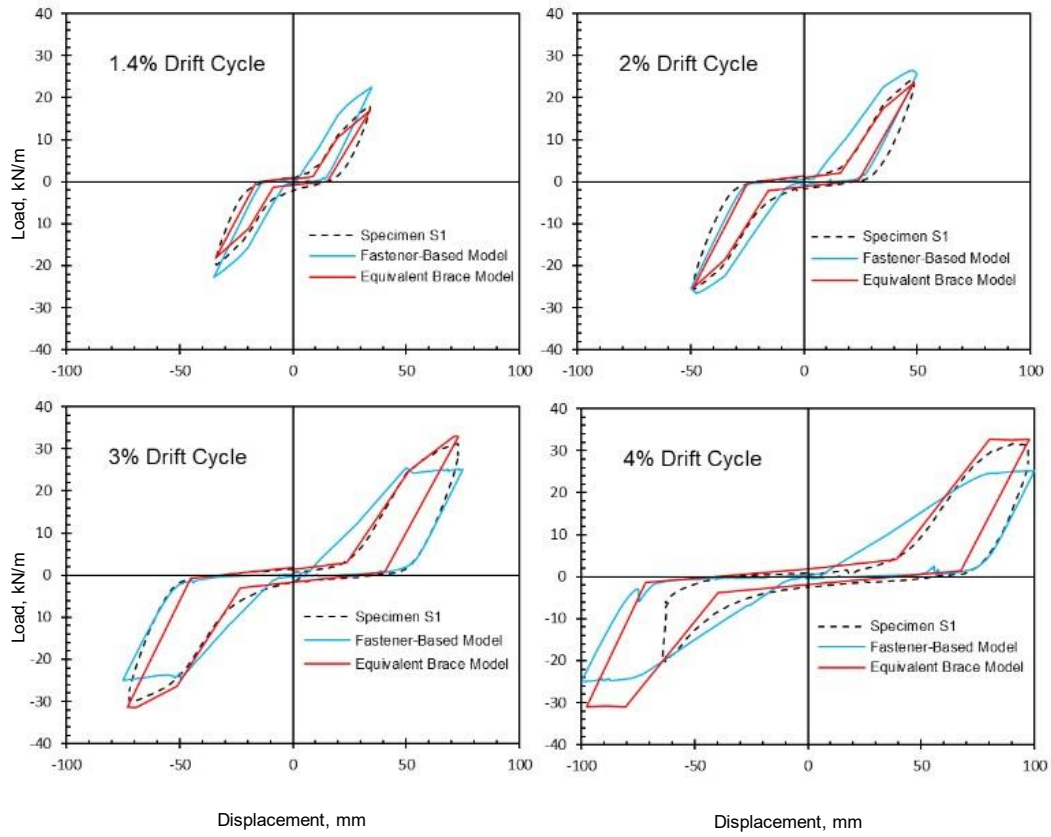 40
30
20
10
0
-10
-20
-30
-40
-100
-50
0
50
100
Load, kN/m
1.4% Drift Cycle
Specimen S1
Fastener-Based Model
Equivalent Brace Model
40
30
20
10
0
-10
-20
-30
-40
-100
-50
0
50
100
2% Drift Cycle
Specimen S1
Fastener-Based Model
Equivalent Brace Model
40
30
20
10
0
-10
-20
-30
-40
-100
-50
0
50
100
Load, kN/m
3% Drift Cycle
Specimen S1
Fastener-Based Model
Equivalent Brace Model
Displacement, mm
40
30
20
10
0
-10
-20
-30
-40
-100
-50
0
50
100
4% Drift Cycle
Specimen S1
Fastener-Based Model
Equivalent Brace Model
Displacement, mm